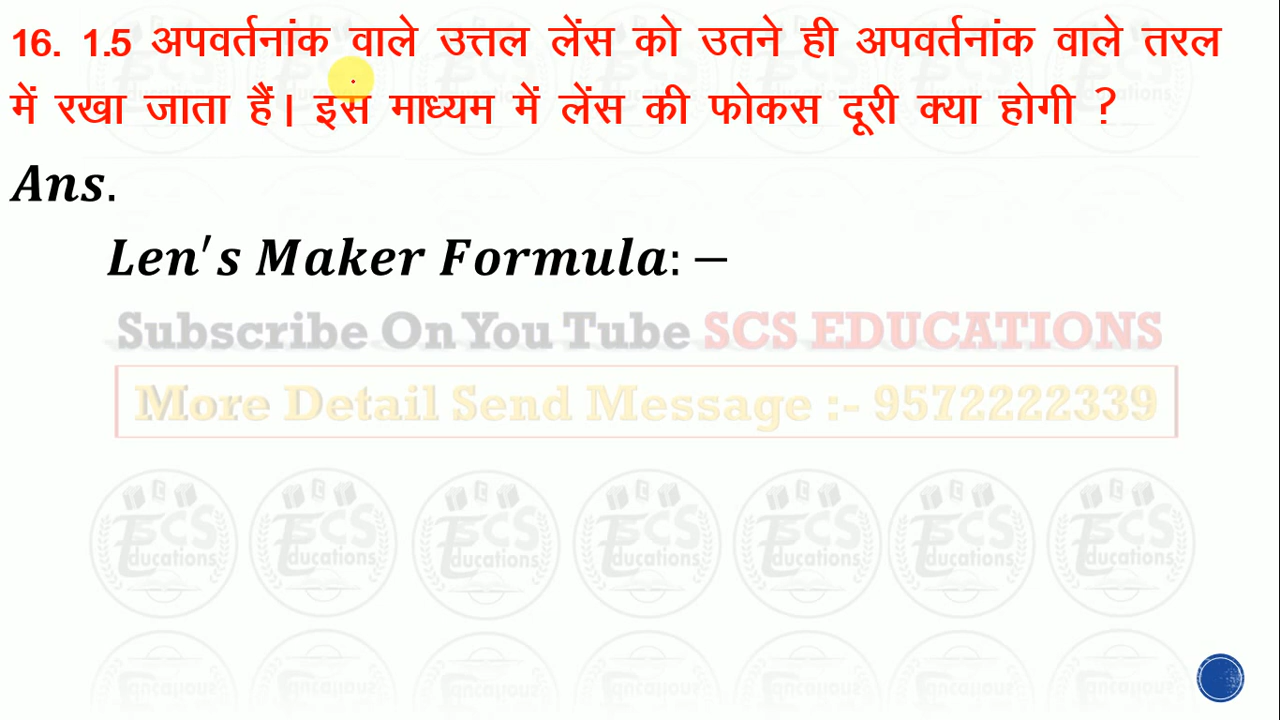 16. 1.5 अपवर्तनांक वाले उत्तल लेंस को उतने ही अपवर्तनांक वाले तरल
में रखा जाता हैं। इस माध्यम में लेंस की फोकस दूरी क्या होगी ?
Ans.
Len's Maker Formula: −
Subscribe On You Tube SCS EDUCATIONS
More Detail Send Message :- 9572222339